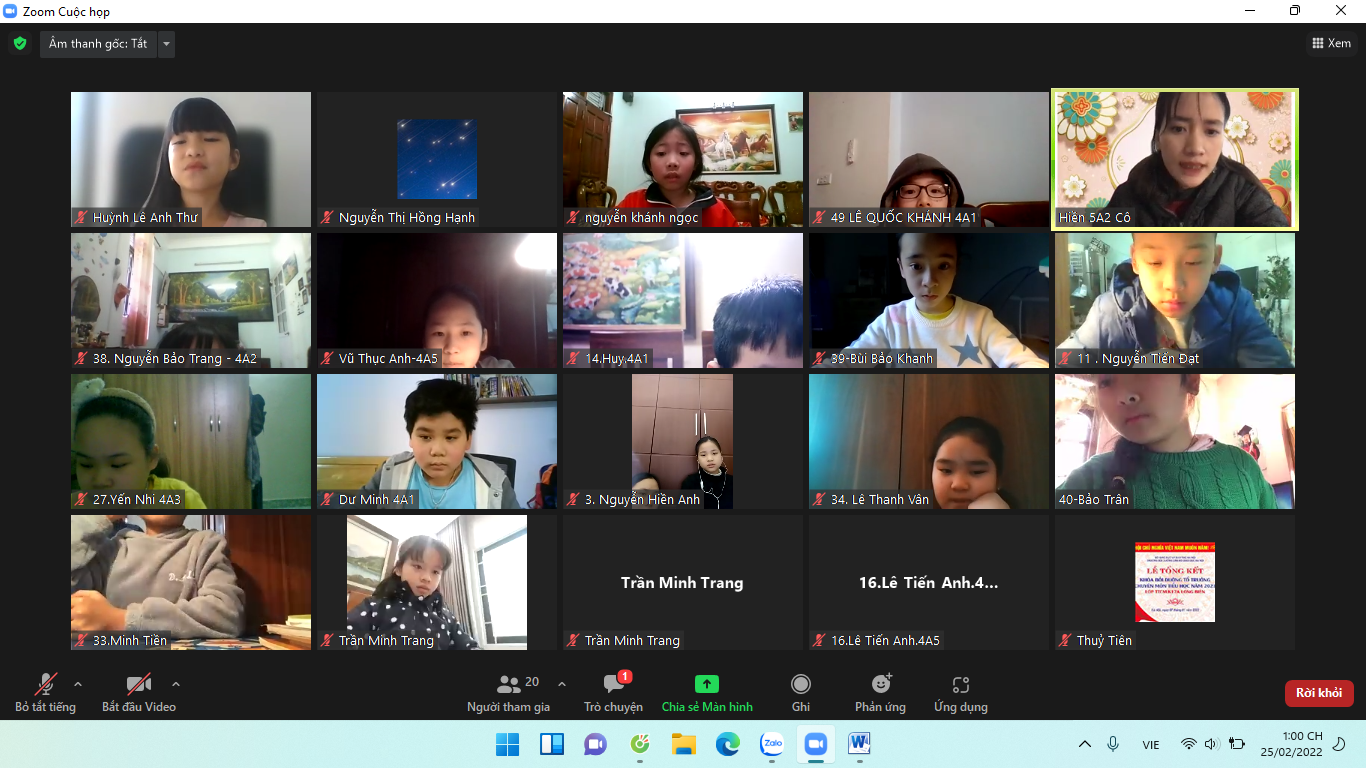 Zoom Cuộc họp
Âm thanh gốc: Tắt
Xem
Huỳnh Lê Anh Thư
Nguyễn Thị Hồng Hạnh
nguyễn khánh ngọc
49 LÊ QUỐC KHÁNH 4A1
Hiền 5A2 Cô
38. Nguyễn Bảo Trang - 4A2
Vũ Thục Anh-4A5
14.Huy.4A1
39-Bùi Bảo Khanh
11 . Nguyễn Tiến Đạt
27.Yến Nhi 4A3
Dư Minh 4A1
3. Nguyễn Hiền Anh
34. Lê Thanh Vân
40-Bảo Trân
33.Minh Tiền
Trần Minh Trang
Trần Minh Trang
Trần Minh Trang
16.Lê Tiến Anh.4...
16.Lê Tiến Anh.4A5
LỄ TỔNG KẾT
Thuỷ Tiên
Bỏ tắt tiếng
Bắt đầu Video
20
Người tham gia
1
Trò chuyện
Chia sẻ Màn hình
Ghi
Phản ứng
Ứng dụng
Rời khỏi
Zalo
VIE
1:00 CH
25/02/2022